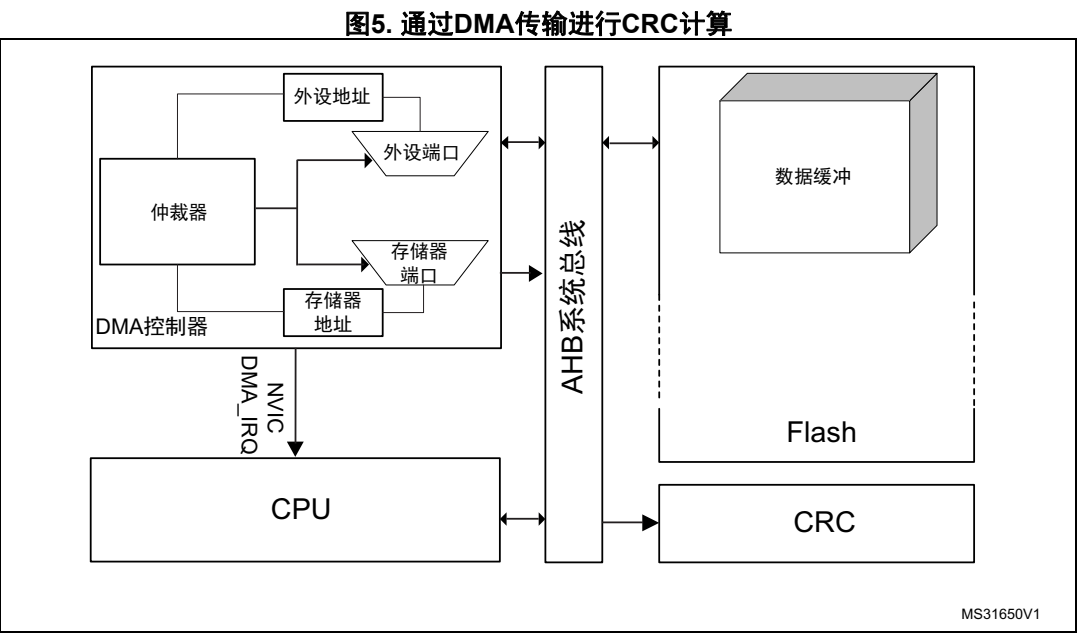 图5. 通过DMA传输进行CRC计算
外设地址
外设端口
仲裁器
存储器
端口
存储器
地址
DMA控制器
NVIC
DMA_IRQ
CPU
AHB系统总线
数据缓冲
Flash
CRC
MS31650V1